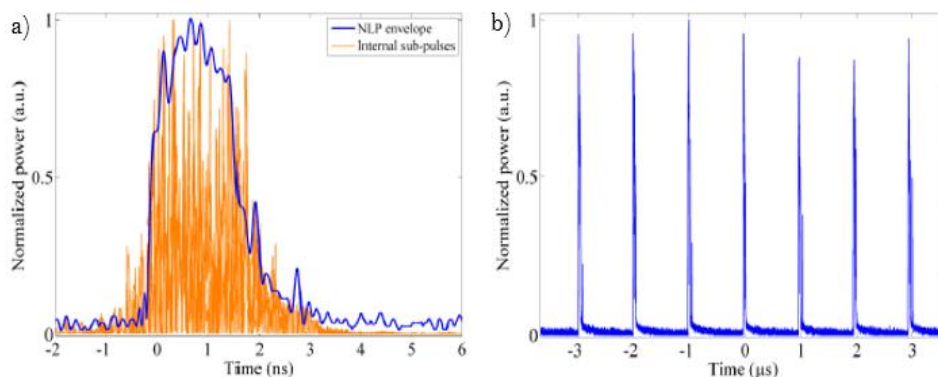 a)
Normalized power (a.u.)
1
0.5
0
NLP envelope
Internal sub-pulses
-2 -1 0 1 2 3 4 5 6
Time (ns)
b)
Normalized power (a.u.)
1
0.5
0
-3 -2 -1 0 1 2 3
Time (μs)